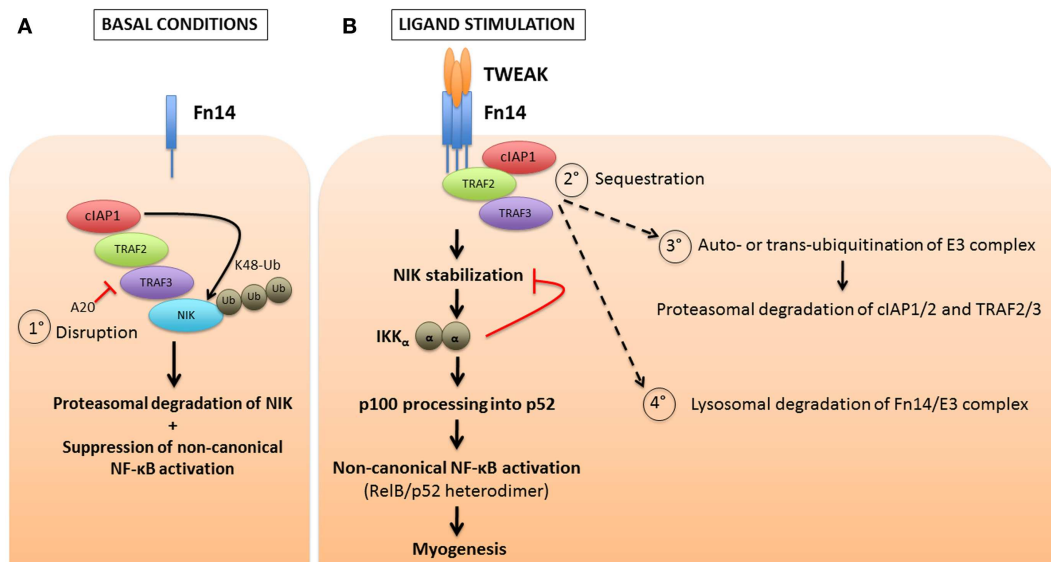 A
BASAL CONDITIONS
Fn14
cIAP1
TRAF2
TRAF3
NIK
K48-Ub
Ub
Ub
Ub
A20
1°
Disruption
Proteasomal degradation of NIK
+
Suppression of non-canonical
NF-κB activation
B
LIGAND STIMULATION
TWEAK
Fn14
cIAP1
TRAF2
TRAF3
2°
Sequestration
3°
Auto- or trans-ubiquitination of E3 complex
Proteasomal degradation of cIAP1/2 and TRAF2/3
4°
Lysosomal degradation of Fn14/E3 complex
NIK stabilization
IKKα
α
α
p100 processing into p52
Non-canonical NF-κB activation
(RelB/p52 heterodimer)
Myogenesis